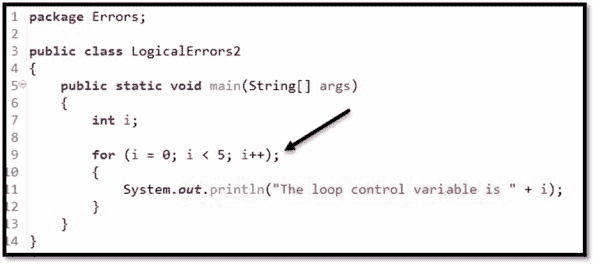 1 package Errors;
2
3 public class LogicalErrors2
4 {
5 public static void main(String[] args)
6 {
7 int i;
8
9 for (i = 0; i < 5; i++);
10 {
11 System.out.println("The loop control variable is " + i);
12 }
13 }
14 }